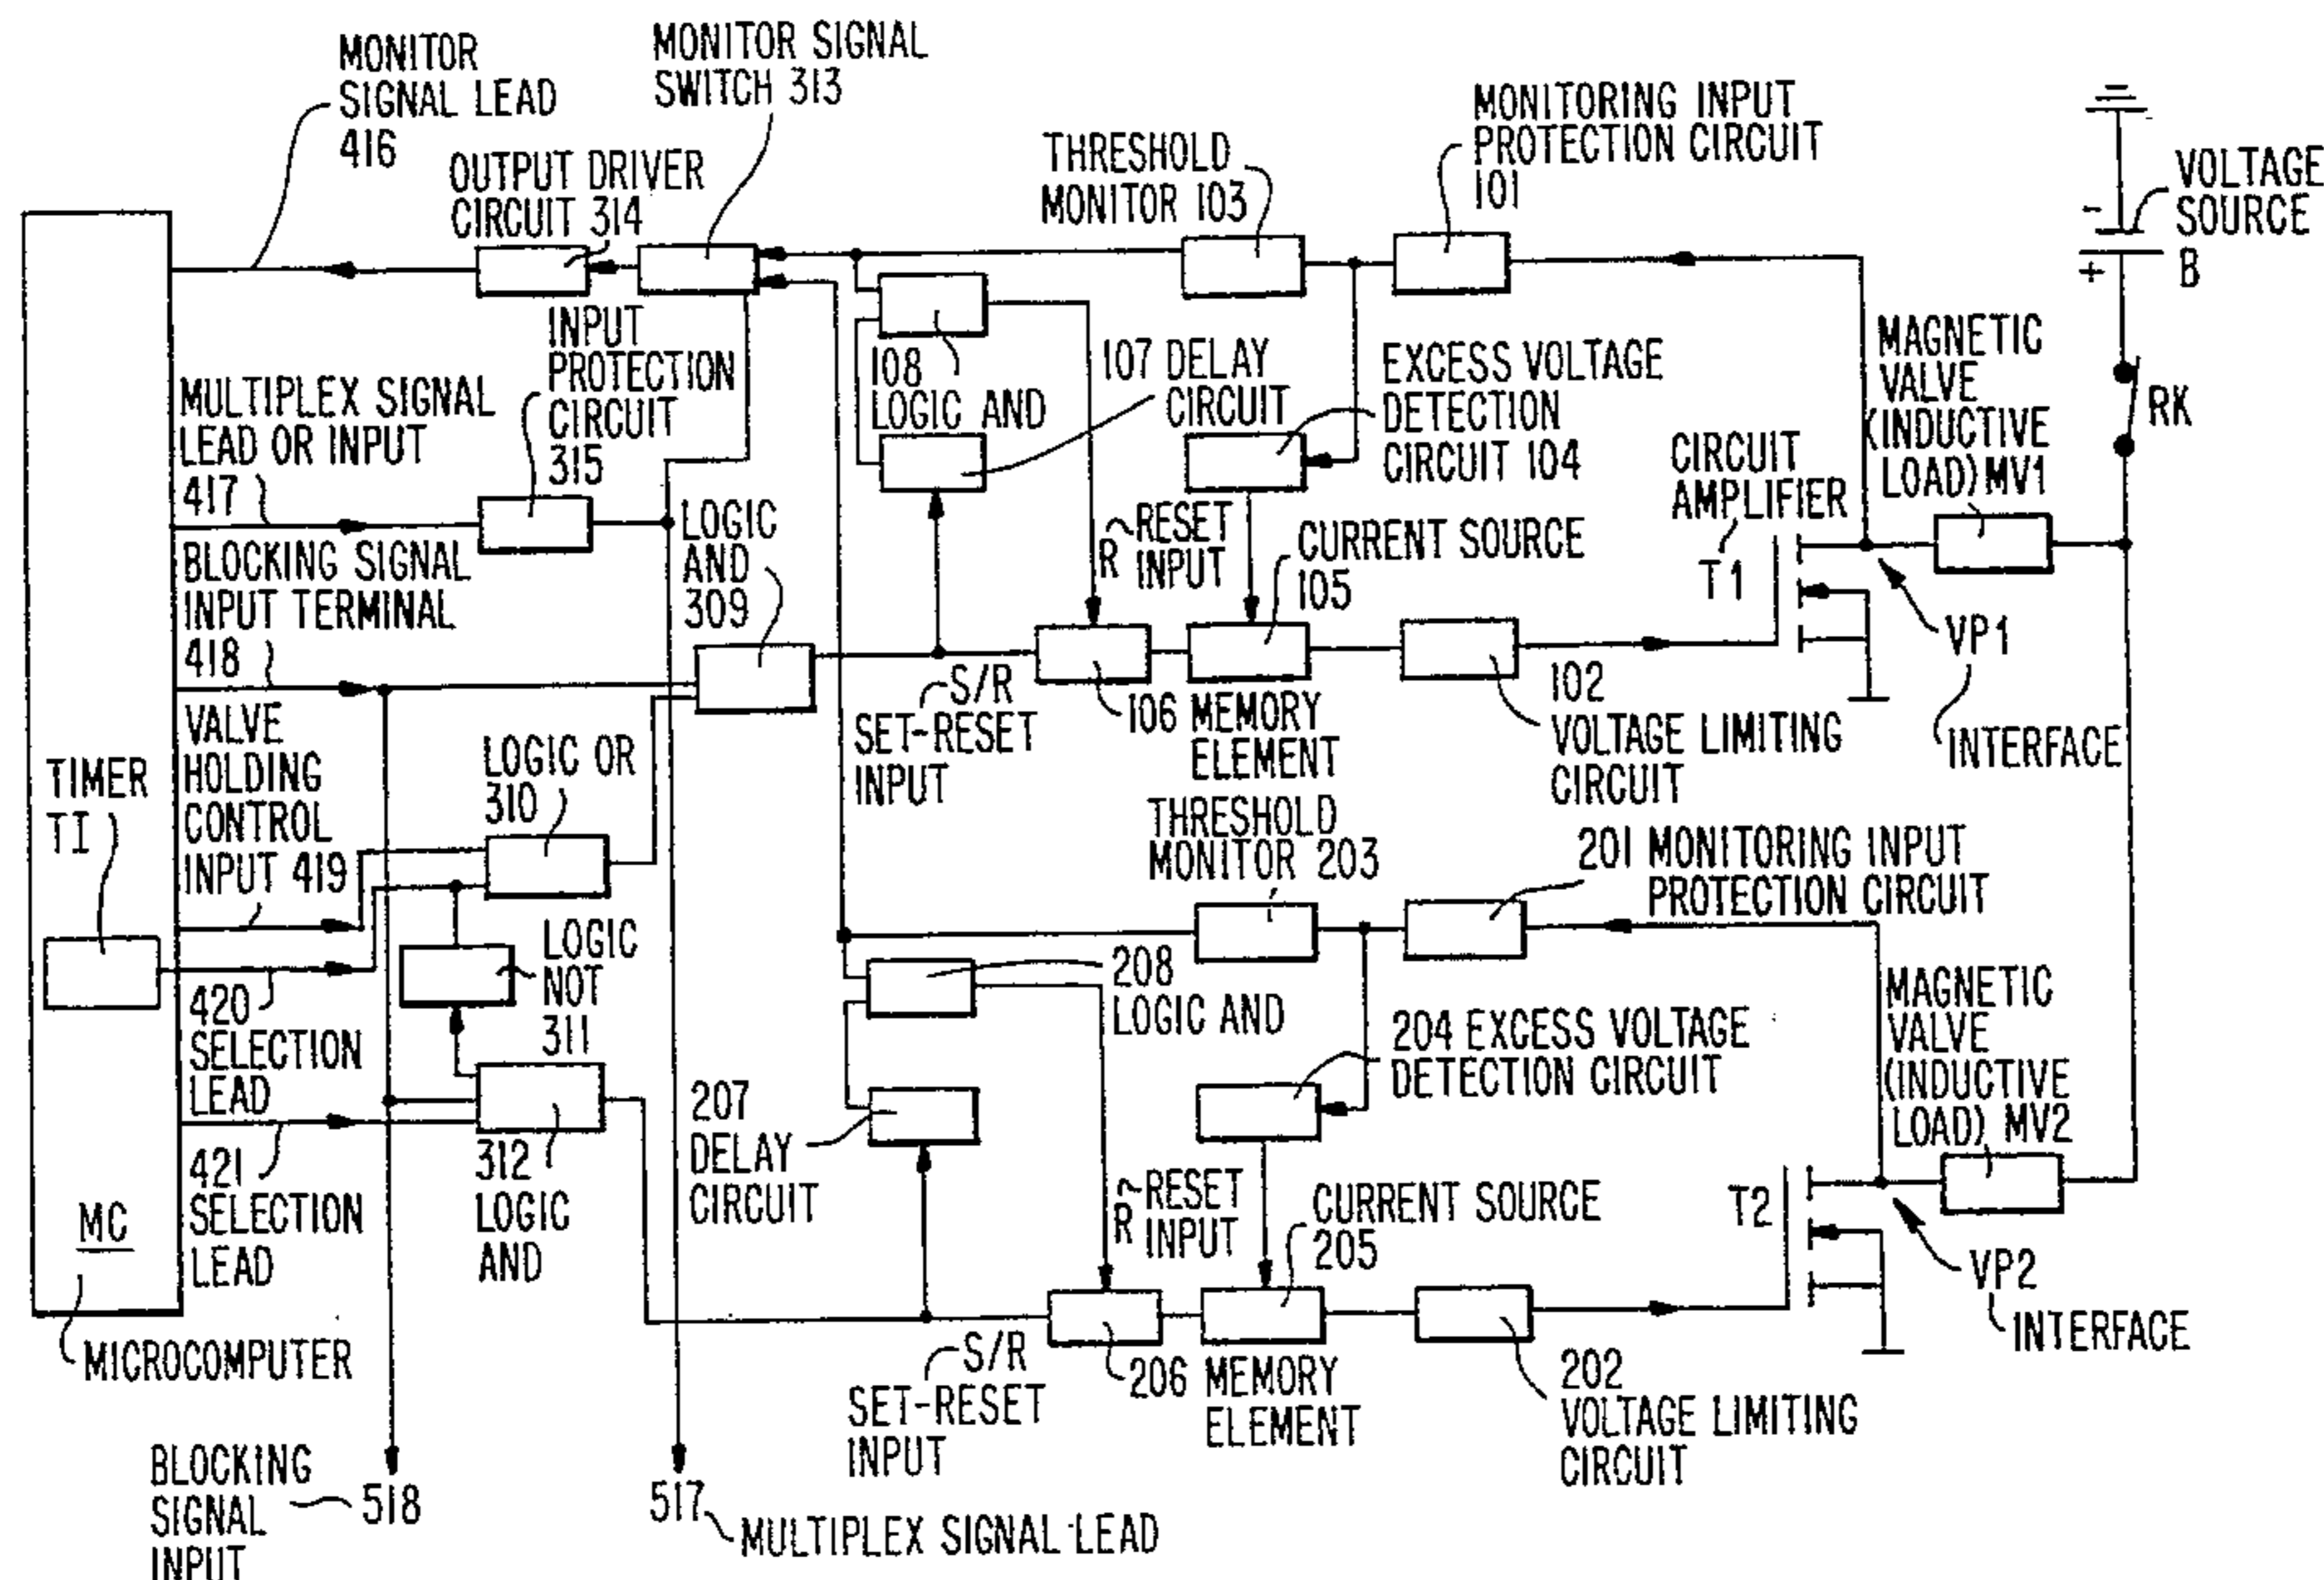 MONITOR
SIGNAL LEAD
416
MONITOR SIGNAL
SWITCH 313
OUTPUT DRIVER
CIRCUIT 314
THRESHOLD
MONITOR 103
MONITORING INPUT
PROTECTION CIRCUIT
101
-
VOLTAGE
SOURCE
B
+
RK
INPUT
PROTECTION
CIRCUIT
315
MULTIPLEX SIGNAL
LEAD OR INPUT
417
108
LOGIC AND
107 DELAY
CIRCUIT
EXCESS VOLTAGE
DETECTION
CIRCUIT 104
MAGNETIC
VALVE
(INDUCTIVE
LOAD) MV1
CIRCUIT
AMPLIFIER
T1
BLOCKING SIGNAL
INPUT TERMINAL
418
LOGIC
AND
309
R
RESET
INPUT
CURRENT SOURCE
105
VP1
INTERFACE
S/R
SET-RESET
INPUT
106 MEMORY
ELEMENT
102
VOLTAGE LIMITING
CIRCUIT
VALVE
HOLDING
CONTROL
INPUT 419
TIMER
TI
LOGIC OR
310
THRESHOLD
MONITOR 203
201 MONITORING INPUT
PROTECTION CIRCUIT
LOGIC
NOT
311
208
LOGIC AND
420
SELECTION
LEAD
204 EXCESS VOLTAGE
DETECTION CIRCUIT
MAGNETIC
VALVE
(INDUCTIVE
LOAD) MV2
421
SELECTION
LEAD
312
LOGIC
AND
207
DELAY
CIRCUIT
R
RESET
INPUT
CURRENT SOURCE
205
T2
VP2
INTERFACE
MC
MICROCOMPUTER
S/R
SET-RESET
INPUT
206 MEMORY
ELEMENT
202
VOLTAGE LIMITING
CIRCUIT
BLOCKING
SIGNAL
INPUT
518
517
MULTIPLEX SIGNAL LEAD